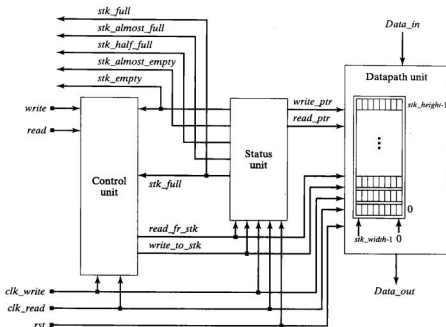 stk_full
stk_almost_full
stk_half_full
stk_almost_empty
stk_empty
write
read
Control
unit
stk_full
Status
unit
write_ptr
read_ptr
read_fr_stk
write_to_stk
clk_write
clk_read
rst
Data_in
Datapath unit
stk_height-1
0
stk_width-1 0
Data_out